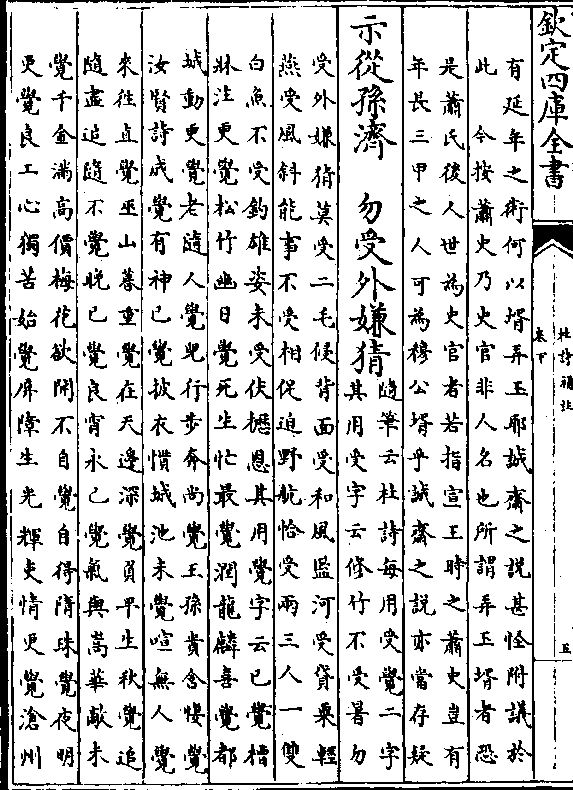 欽定四庫全書
杜詩補註
卷下
五
有延年之術何以壻弄玉耶誠齋之說甚怪附議於
此　今按蕭史乃史官非人名也所謂弄玉壻者恐
是蕭氏後人世為史官者若指宣王時之蕭史豈有
年長三甲之人可為穆公壻乎誠齋之說亦當存疑
示從孫濟　勿受外嫌猜
隨筆云杜詩每用受覺二字
其用受字云修竹不受暑勿
受外嫌猜莫受二毛侵背面受和風監河受貸粟輕
燕受風斜能事不受相促迫野航恰受兩三人一雙
白魚不受釣雄姿未受伏櫪恩其用覺字云已覺糟
牀注更覺松竹幽日覺死生忙最覺潤龍鱗喜覺都
城動更覺老隨人覺兒行步奔尚覺王孫貴含悽覺
汝賢詩成覺有神已覺披衣慣城池未覺喧無人覺
來往直覺巫山暮重覺在天邊深覺負平生秋覺追
隨盡追隨不覺晚已覺良宵永已覺氣與嵩華敵未
覺千金滿高價梅花欲開不自覺自得隋珠覺夜明
更覺良工心獨苦始覺屏障生光輝吏情更覺滄州